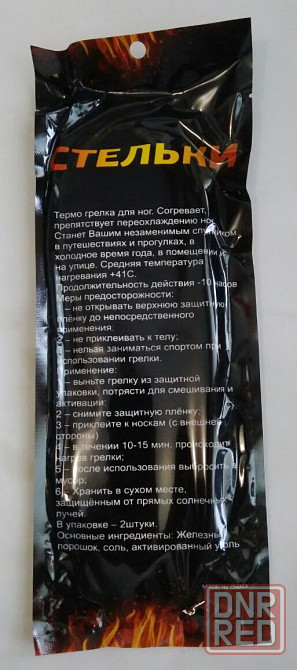 СТЕЛЬКИ
Термо грелка для ног. Согревает,
препятствует переохлаждению ног.
Станет Вашим незаменимым спутником
в путешествиях и прогулках, в
холодное время года, в помещении и
на улице. Средняя температура
нагревания +41С.
Продолжительность действия -10 часов
Меры предосторожности:
1 – не открывать верхнюю защитную
плёнку до непосредственного
применения:
2 – не приклеивать к телу;
3 – нельзя заниматься спортом при
использовании грелки.
Применение:
1 – выньте грелку из защитной
упаковки, потрясти для смешивания и
активации:
2 – снимите защитную плёнку;
3 – приклейте к носкам (с внешней
стороны)
4 – в течении 10-15 мин. происходит
нагрев грелки;
5 – после использования выбросить в
мусор;
6 – Хранить в сухом месте,
защищённым от прямых солнечных
лучей.
В упаковке – 2штуки.
Основные ингредиенты: Железный
порошок, соль, активированный уголь
MADE IN CHINA
DNR
RED